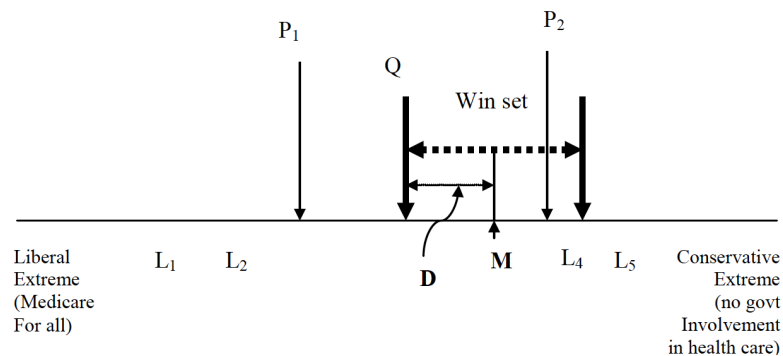 P1
P2
Q
Win set
L1
L2
D
M
L4
L5
Liberal
Extreme
(Medicare
For all)
Conservative
Extreme
(no govt
Involvement
in health care)